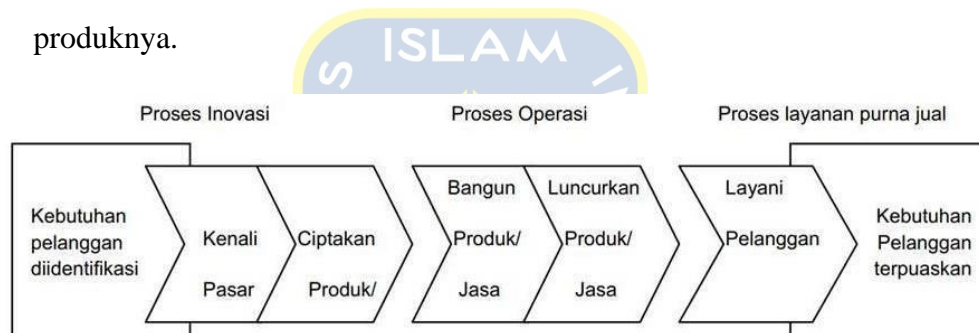 produknya.
S ISLAM
Proses Inovasi Proses Operasi Proses layanan purna jual
Kebutuhan
pelanggan
diidentifikasi
Kenali
Pasar
Ciptakan
Produk/
Bangun
Produk/
Jasa
Luncurkan
Produk/
Jasa
Layani
Pelanggan
Kebutuhan
Pelanggan
terpuaskan